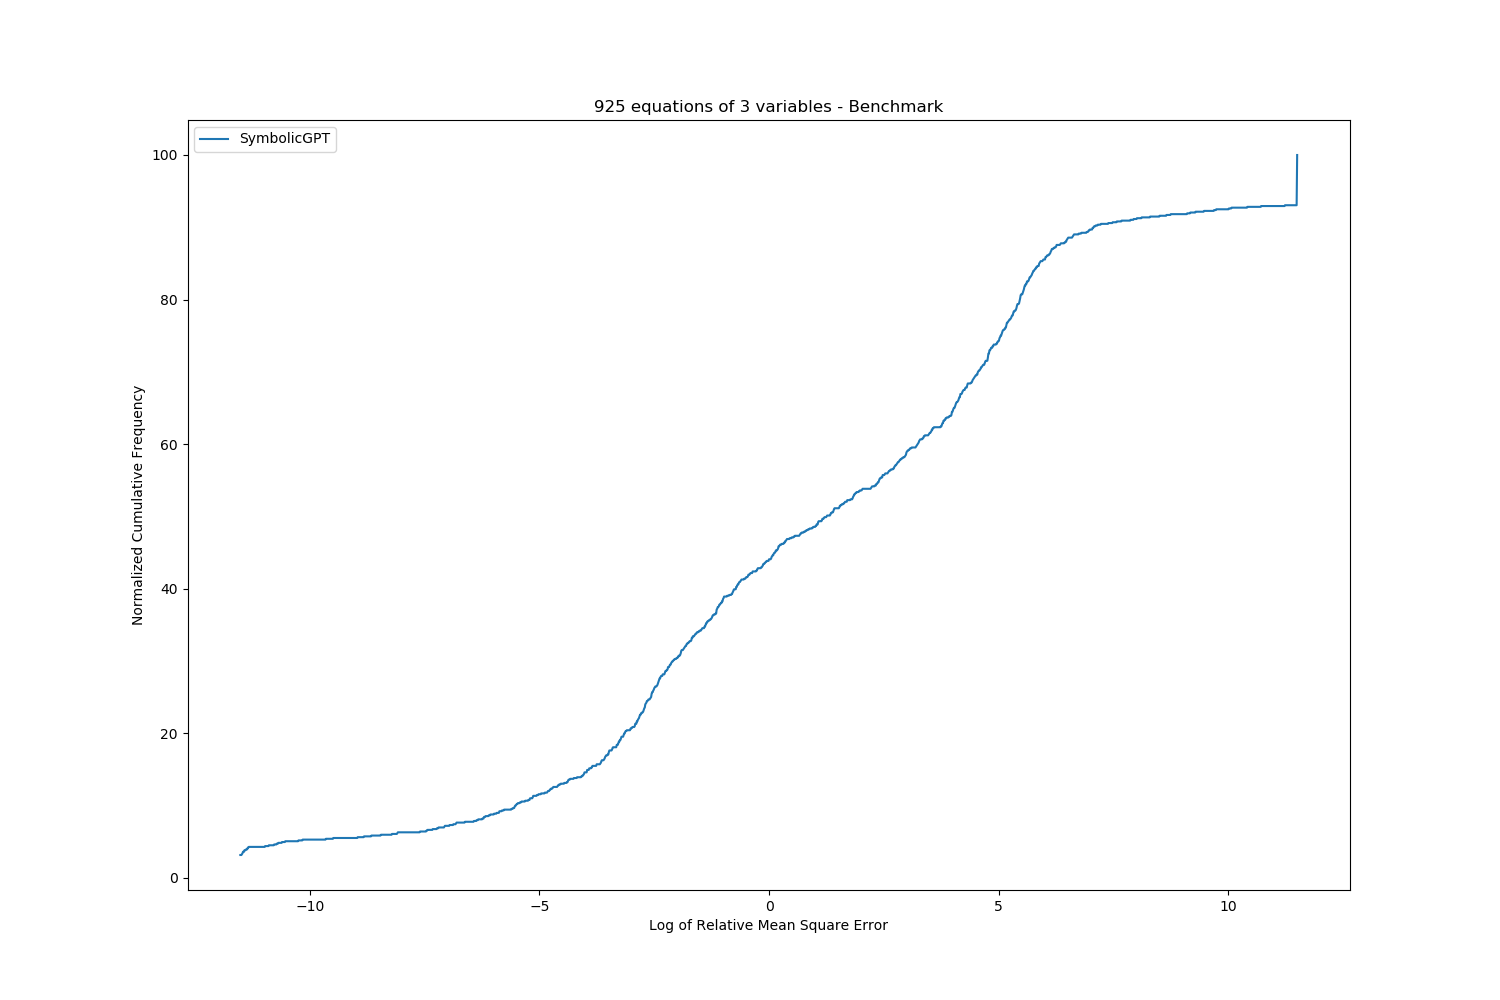 925 equations of 3 variables - Benchmark
SymbolicGPT
100
80
60
40
20
0
Normalized Cumulative Frequency
−10
−5
0
5
10
Log of Relative Mean Square Error